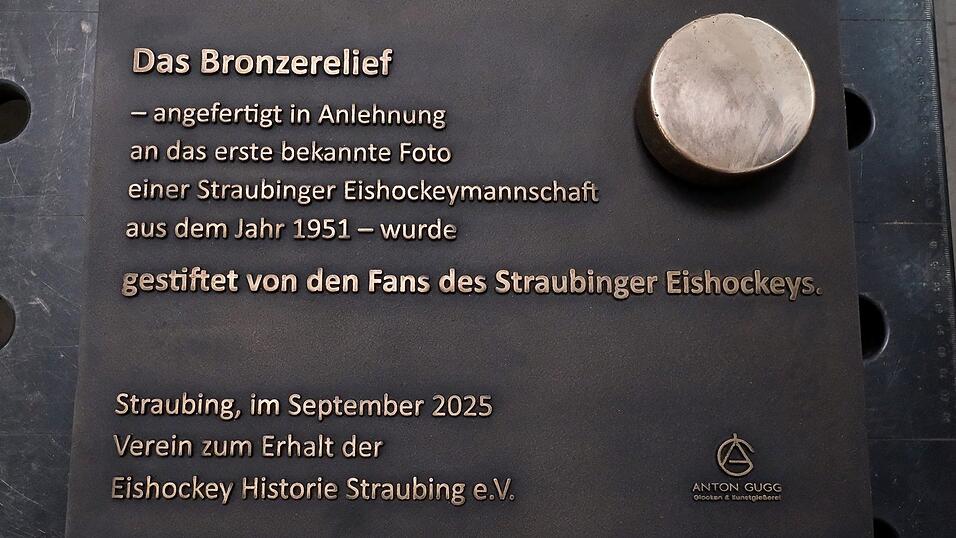 Das Bronzerelief
– angefertigt in Anlehnung
an das erste bekannte Foto
einer Straubinger Eishockeymannschaft
aus dem Jahr 1951 – wurde
gestiftet von den Fans des Straubinger Eishockeys.
Straubing, im September 2025
Verein zum Erhalt der
Eishockey Historie Straubing e.V.
ANTON GUGG
Glocken & Kunstgießerei